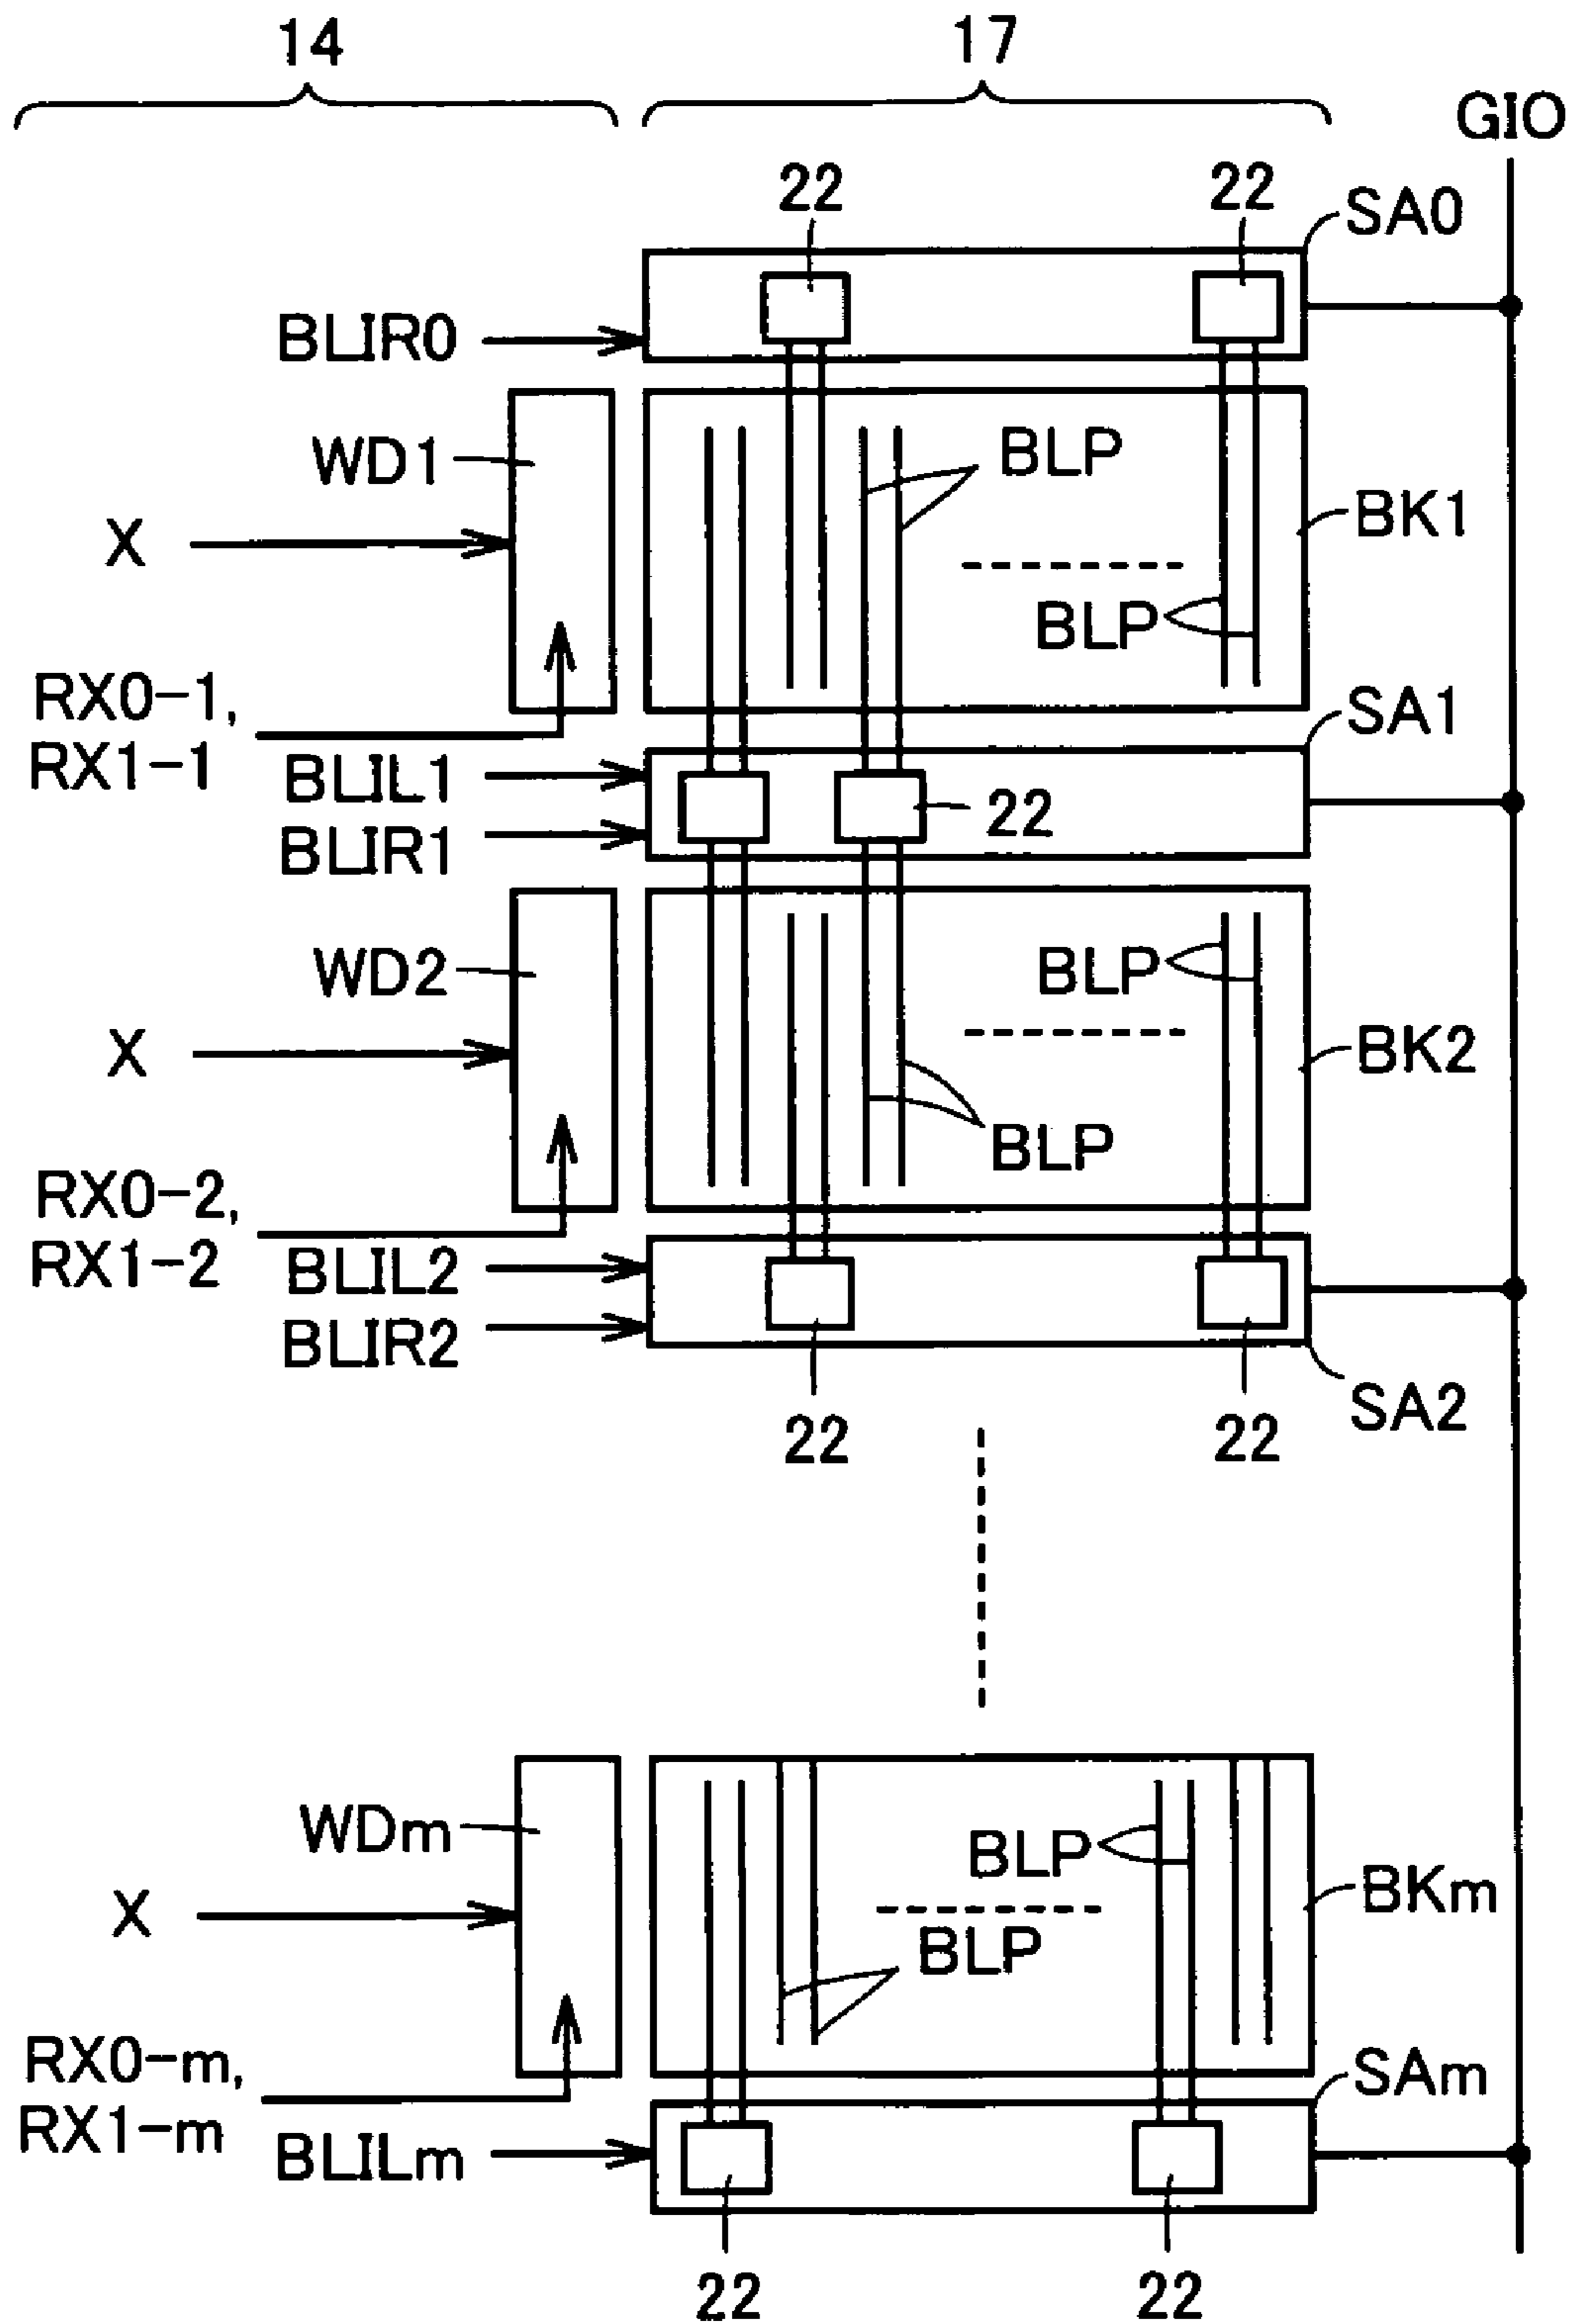 14
17
GIO
22
22
SA0
BLIR0
WD1
BLP
BK1
X
BLP
RX0-1,
RX1-1
SA1
BLIL1
22
BLIR1
WD2
BLP
X
BK2
BLP
RX0-2,
RX1-2
BLIL2
BLIR2
SA2
22
22
WDm
BLP
BKm
X
BLP
RX0-m,
RX1-m
SAm
BLILm
22
22